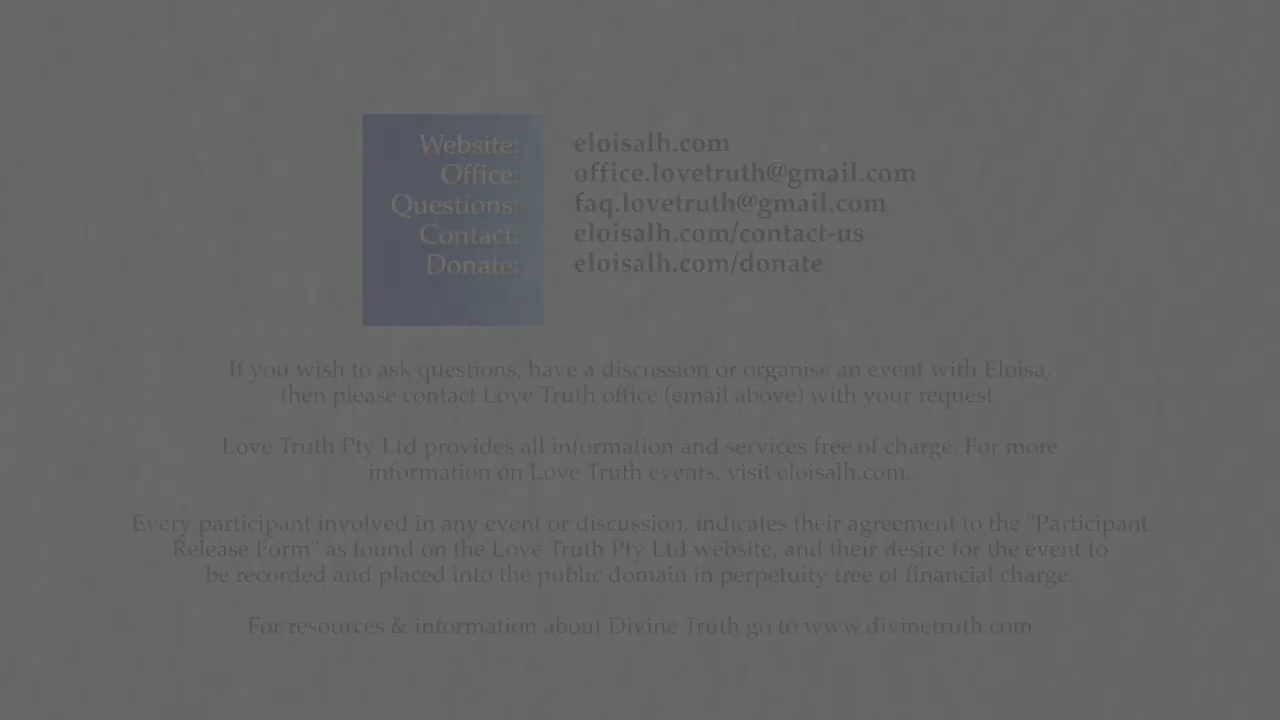 Website: eloisalh.com
Office: office.lovetruth@gmail.com
Questions: faq.lovetruth@gmail.com
Contact: eloisalh.com/contact-us
Donate: eloisalh.com/donate
If you wish to ask questions, have a discussion or organise an event with Eloisa,
then please contact Love Truth office (email above) with your request.
Love Truth Pty Ltd provides all information and services free of charge. For more
information on Love Truth events, visit eloisalh.com.
Every participant involved in any event or discussion, indicates their agreement to the "Participant
Release Form" as found on the Love Truth Pty Ltd website, and their desire for the event to
be recorded and placed into the public domain in perpetuity free of financial charge.
For resources & information about Divine Truth go to www.divinetruth.com